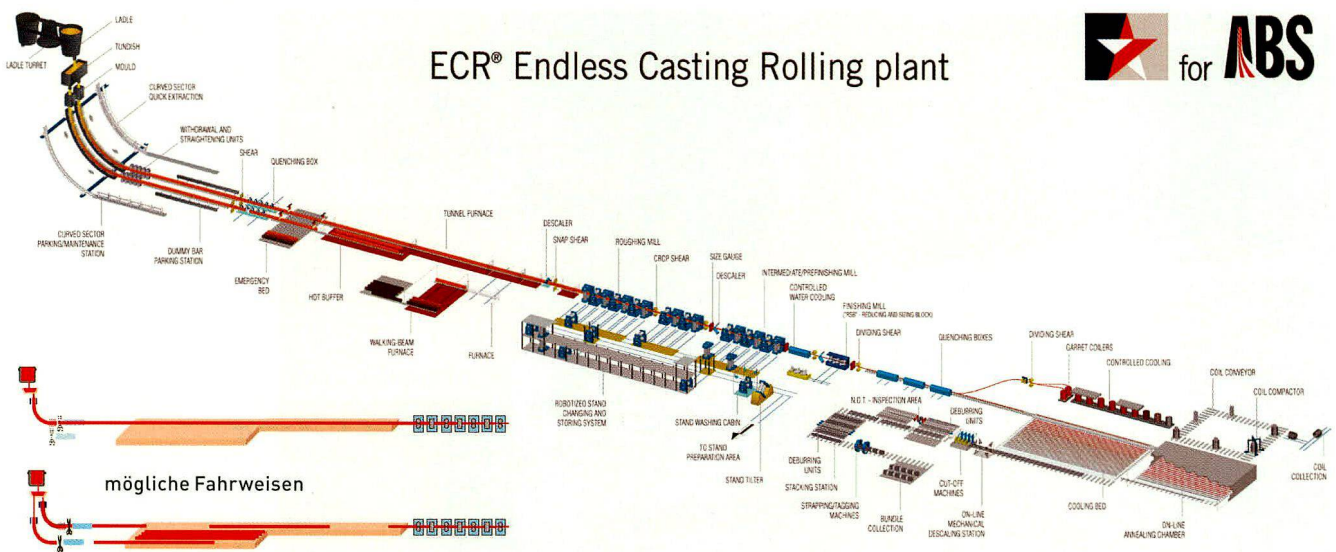 LADLE
LADLE TURRET
TUNDISH
MOULD
CURVED SECTOR
QUICK EXTRACTION
WITHDRAWAL AND
STRAIGHTENING UNITS
SHEAR
QUENCHING BOX
ECR® Endless Casting Rolling plant
for ABS
CURVED SECTOR
PARKING/MAINTENANCE
STATION
DUMMY BAR
PARKING STATION
EMERGENCY
BED
HOT BUFFER
TUNNEL FURNACE
WALKING-BEAM
FURNACE
FURNACE
DESCALER
SNAP SHEAR
ROUGHING MILL
CROP SHEAR
SIZE GAUGE
DESCALER
INTERMEDIATE/PREFINISHING MILL
CONTROLLED
WATER COOLING
FINISHING MILL
("RSB" - REDUCING AND SIZING BLOCK)
DIVIDING SHEAR
QUENCHING BOXES
DIVIDING SHEAR
GARRET COILERS
CONTROLLED COOLING
COIL CONVEYOR
COIL COMPACTOR
COIL
COLLECTION
ROBOTIZED STAND
CHANGING AND
STORING SYSTEM
STAND WASHING CABIN
TO STAND
PREPARATION AREA
STAND TILTER
N.D.T. - INSPECTION AREA
DEBURRING
UNITS
DEBURRING
UNITS
STACKING STATION
STRAPPING/TAGGING
MACHINES
BUNDLE
COLLECTION
CUT-OFF
MACHINES
ON-LINE
MECHANICAL
DESCALING STATION
COOLING BED
ON-LINE
ANNEALING CHAMBER
mögliche Fahrweisen